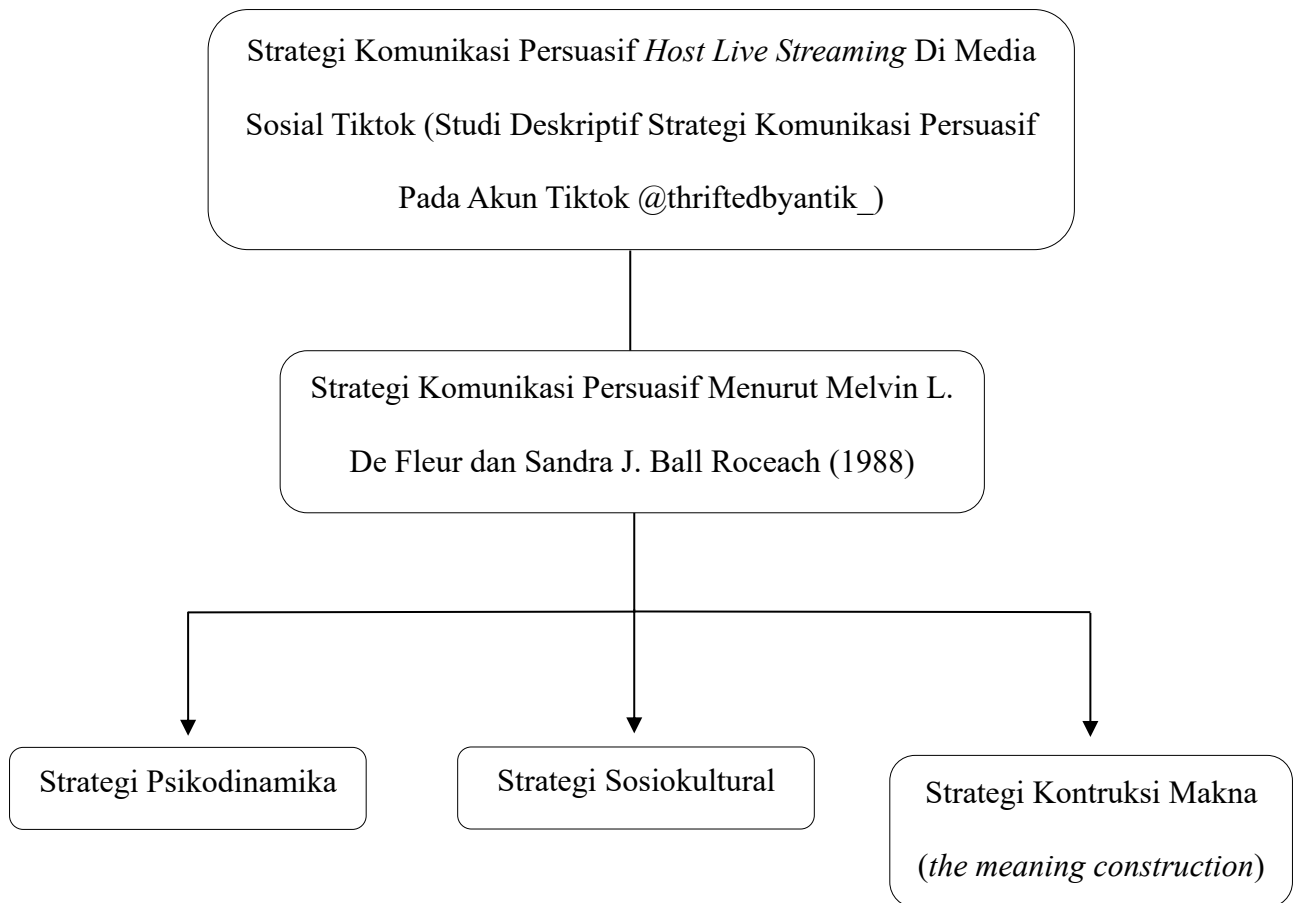 Strategi Komunikasi Persuasif Host Live Streaming Di Media
Sosial Tiktok (Studi Deskriptif Strategi Komunikasi Persuasif
Pada Akun Tiktok @thriftedbyantik_)
Strategi Komunikasi Persuasif Menurut Melvin L.
De Fleur dan Sandra J. Ball Roceach (1988)
Strategi Psikodinamika
Strategi Sosiokultural
Strategi Kontruksi Makna
(the meaning construction)